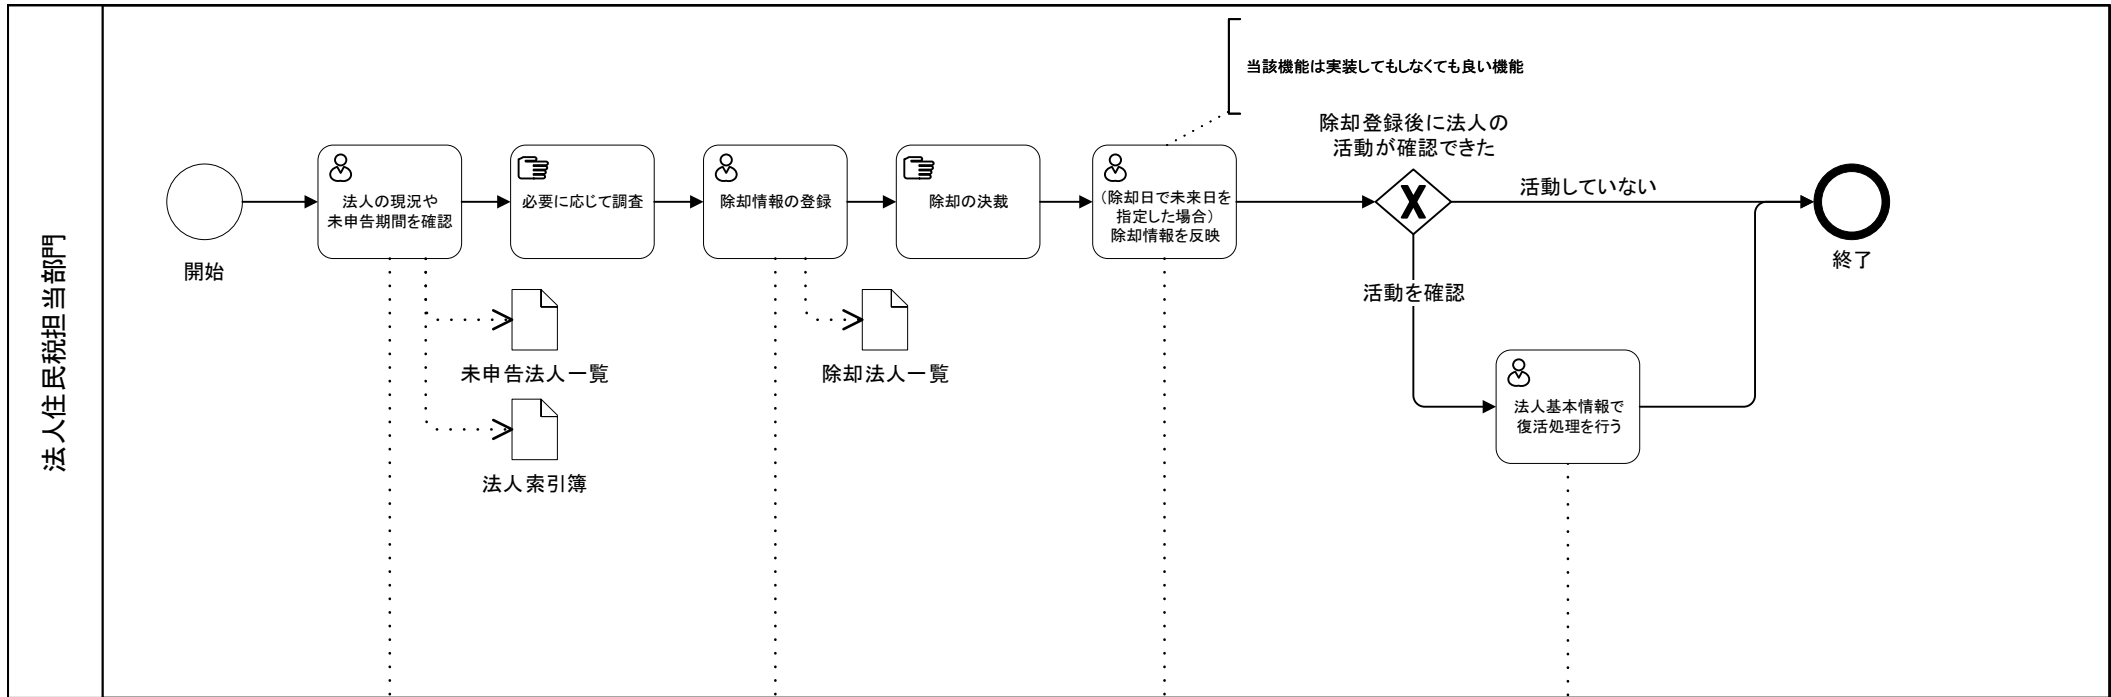 法人住民税担当部門
当該機能は実装してもしなくても良い機能
開始
法人の現況や
未申告期間を確認
必要に応じて調査
除却情報の登録
除却の決裁
（除却日で未来日を
指定した場合）
除却情報を反映
除却登録後に法人の
活動が確認できた
活動していない
終了
活動を確認
未申告法人一覧
除却法人一覧
法人索引簿
法人基本情報で
復活処理を行う